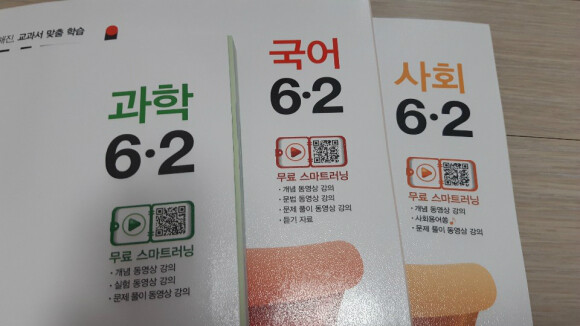 교과서 맞춤 학습
과학
6·2
무료 스마트러닝
· 개념 동영상 강의
· 실험 동영상 강의
· 문제 풀이 동영상 강의
국어
6·2
무료 스마트러닝
· 개념 동영상 강의
· 문법 동영상 강의
· 문제 풀이 동영상 강의
· 듣기 자료
사회
6·2
무료 스마트러닝
· 개념 동영상 강의
· 사회동어쏭♪
· 문제 풀이 동영상 강의